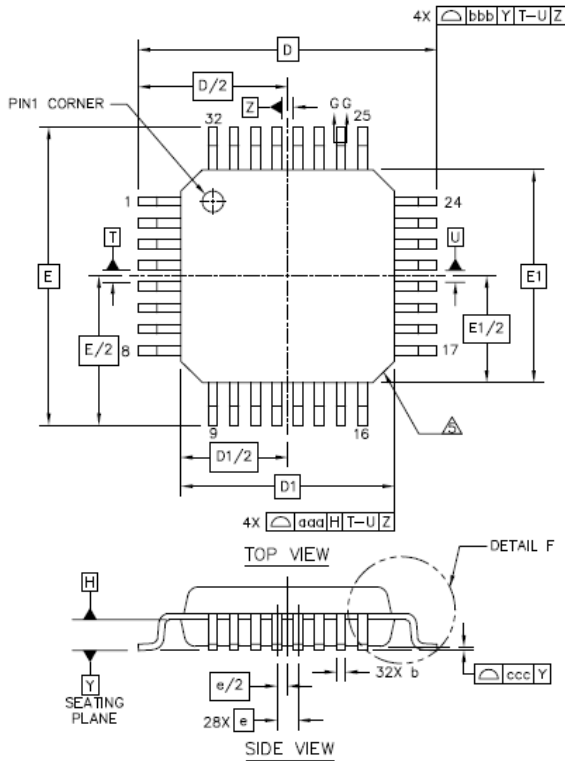 4X ⌓ bbb Y T–U Z
D
D/2
PIN1 CORNER
Z
G G
32
25
1
24
T
U
E
E1
E/2
E1/2
8
17
9
16
5
D1/2
D1
4X ⌓ aaa H T–U Z
TOP VIEW
DETAIL F
H
Y
SEATING
PLANE
e/2
32X b
⌓ ccc Y
28X e
SIDE VIEW